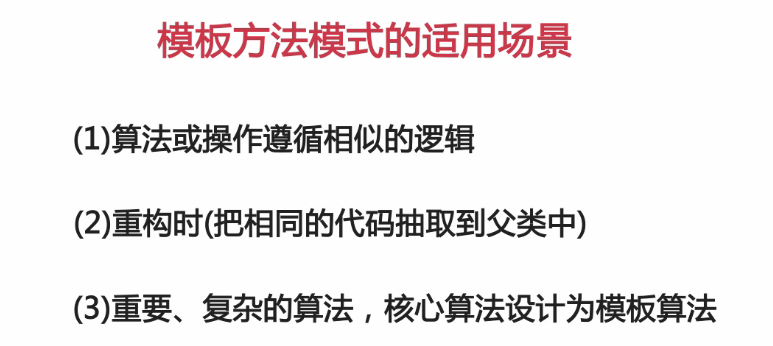 模板方法模式的适用场景
(1)算法或操作遵循相似的逻辑
(2)重构时(把相同的代码抽取到父类中)
(3)重要、复杂的算法，核心算法设计为模板算法